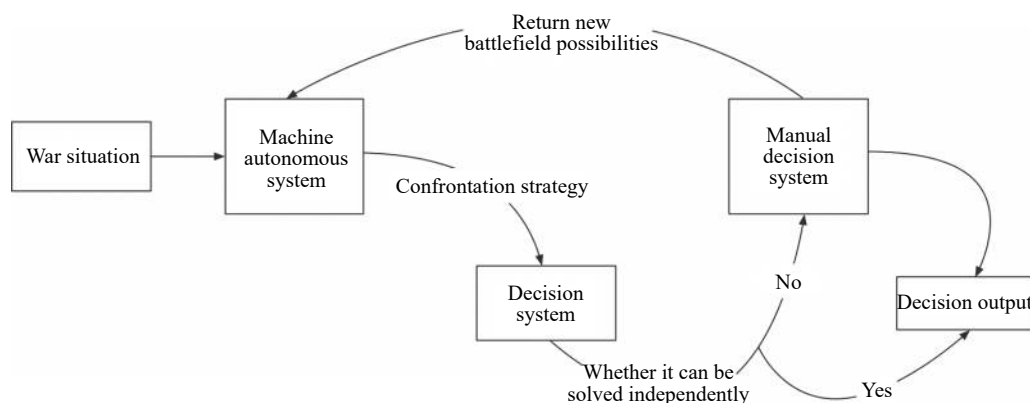 Return new
battlefield possibilities
War situation
Machine
autonomous
system
Manual
decision
system
Confrontation strategy
Decision
system
No
Decision output
Whether it can be
solved independently
Yes